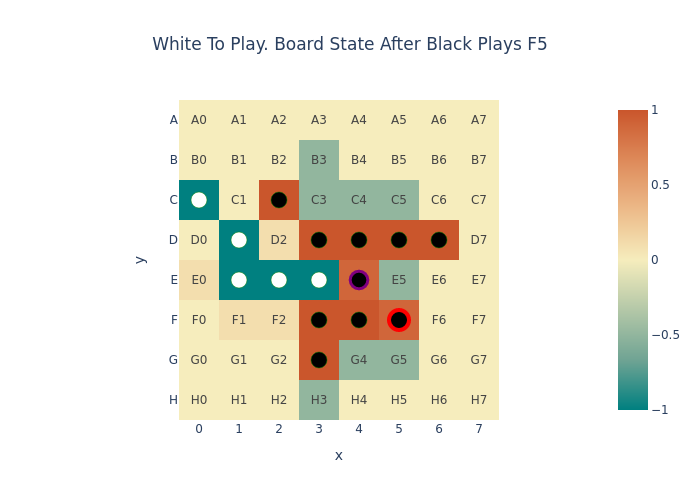 White To Play. Board State After Black Plays F5
A A0 A1 A2 A3 A4 A5 A6 A7
B B0 B1 B2 B3 B4 B5 B6 B7
C C1 C3 C4 C5 C6 C7
D D0 D2 D7
E E0 E5 E6 E7
F F0 F1 F2 F6 F7
G G0 G1 G2 G4 G5 G6 G7
H H0 H1 H2 H3 H4 H5 H6 H7
0 1 2 3 4 5 6 7
x
y
1
0.5
0
−0.5
−1